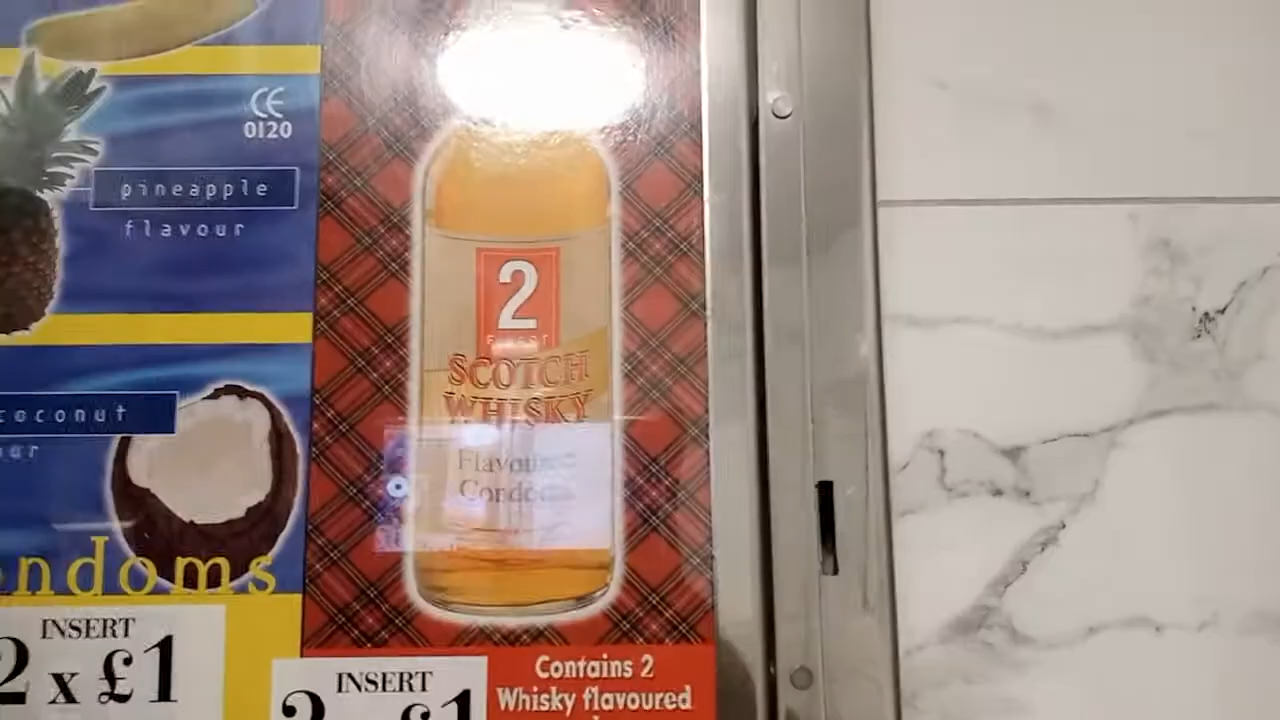 CE
0120
pineapple
flavour
coconut
ndoms
INSERT
2 x £1
2
FINEST
SCOTCH
WHISKY
Flavoured
Condoms
INSERT
Contains 2
Whisky flavoured